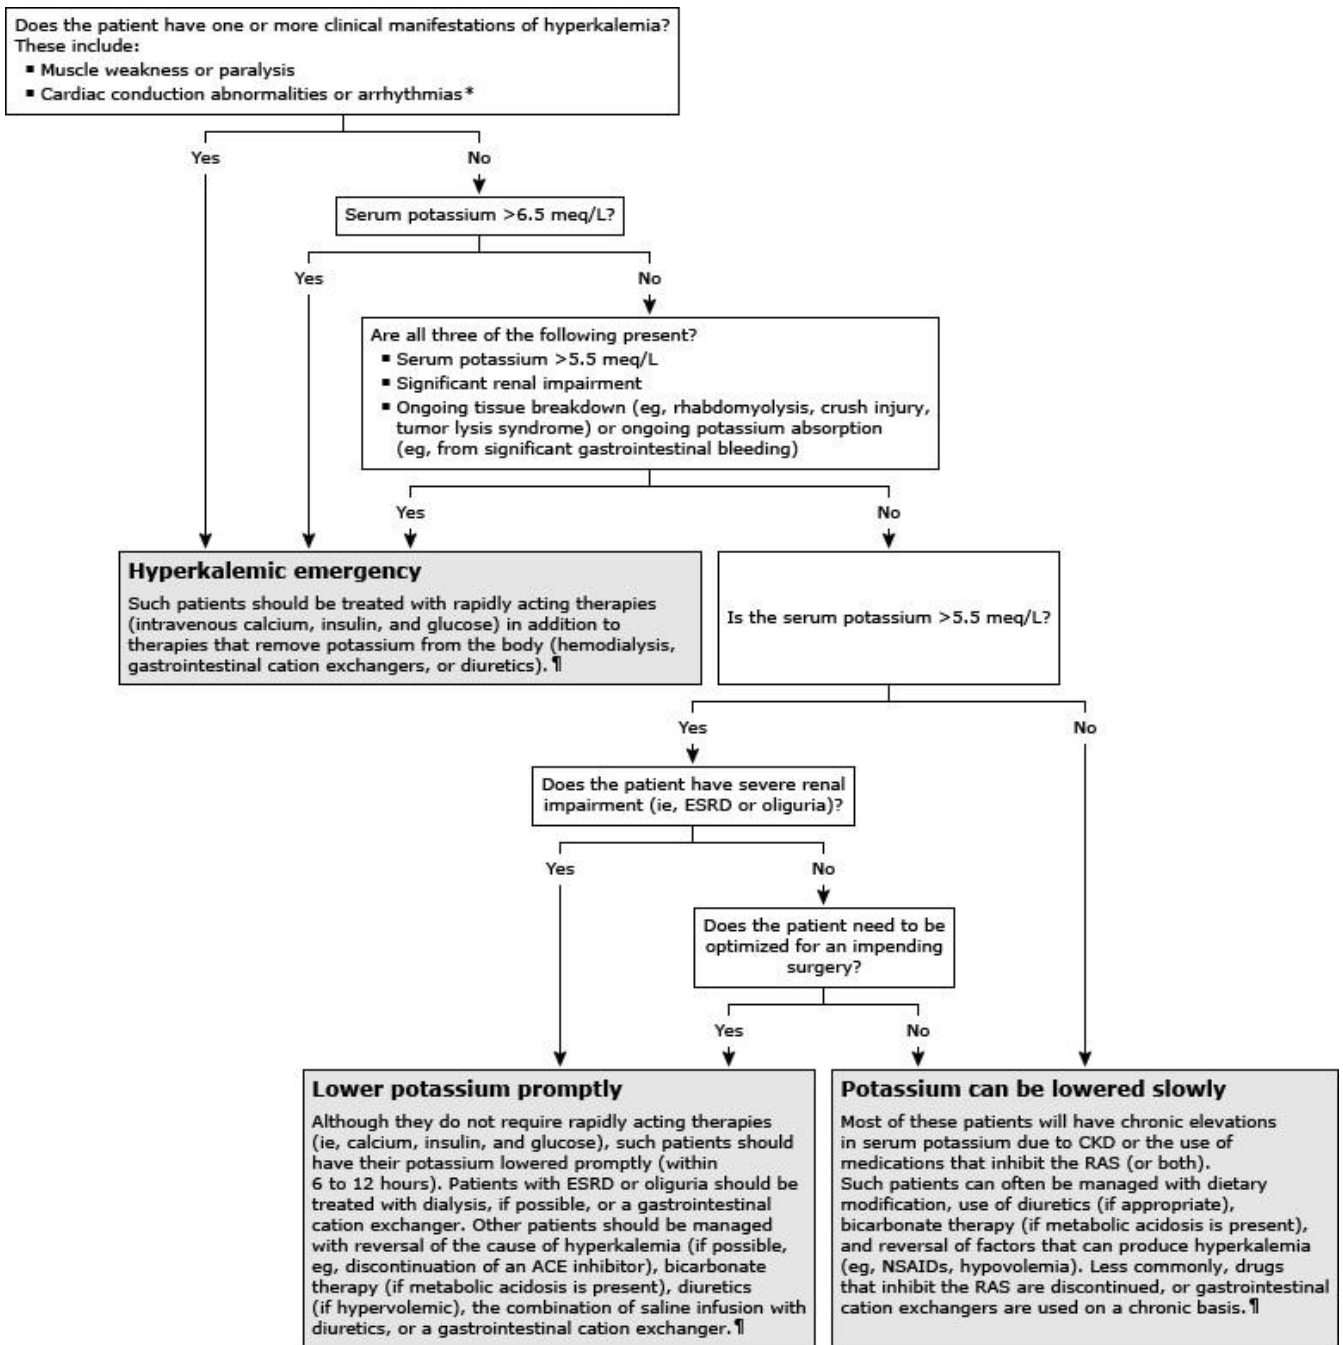 Does the patient have one or more clinical manifestations of hyperkalemia?
These include:
▪ Muscle weakness or paralysis
▪ Cardiac conduction abnormalities or arrhythmias*
Yes
No
Serum potassium >6.5 meq/L?
Yes
No
Are all three of the following present?
▪ Serum potassium >5.5 meq/L
▪ Significant renal impairment
▪ Ongoing tissue breakdown (eg, rhabdomyolysis, crush injury,
tumor lysis syndrome) or ongoing potassium absorption
(eg, from significant gastrointestinal bleeding)
Yes
No
Hyperkalemic emergency
Such patients should be treated with rapidly acting therapies
(intravenous calcium, insulin, and glucose) in addition to
therapies that remove potassium from the body (hemodialysis,
gastrointestinal cation exchangers, or diuretics).¶
Is the serum potassium >5.5 meq/L?
Yes
No
Does the patient have severe renal
impairment (ie, ESRD or oliguria)?
Yes
No
Does the patient need to be
optimized for an impending
surgery?
Yes
No
Lower potassium promptly
Although they do not require rapidly acting therapies
(ie, calcium, insulin, and glucose), such patients should
have their potassium lowered promptly (within
6 to 12 hours). Patients with ESRD or oliguria should be
treated with dialysis, if possible, or a gastrointestinal
cation exchanger. Other patients should be managed
with reversal of the cause of hyperkalemia (if possible,
eg, discontinuation of an ACE inhibitor), bicarbonate
therapy (if metabolic acidosis is present), diuretics
(if hypervolemic), the combination of saline infusion with
diuretics, or a gastrointestinal cation exchanger.¶
Potassium can be lowered slowly
Most of these patients will have chronic elevations
in serum potassium due to CKD or the use of
medications that inhibit the RAS (or both).
Such patients can often be managed with dietary
modification, use of diuretics (if appropriate),
bicarbonate therapy (if metabolic acidosis is present),
and reversal of factors that can produce hyperkalemia
(eg, NSAIDs, hypovolemia). Less commonly, drugs
that inhibit the RAS are discontinued, or gastrointestinal
cation exchangers are used on a chronic basis.¶